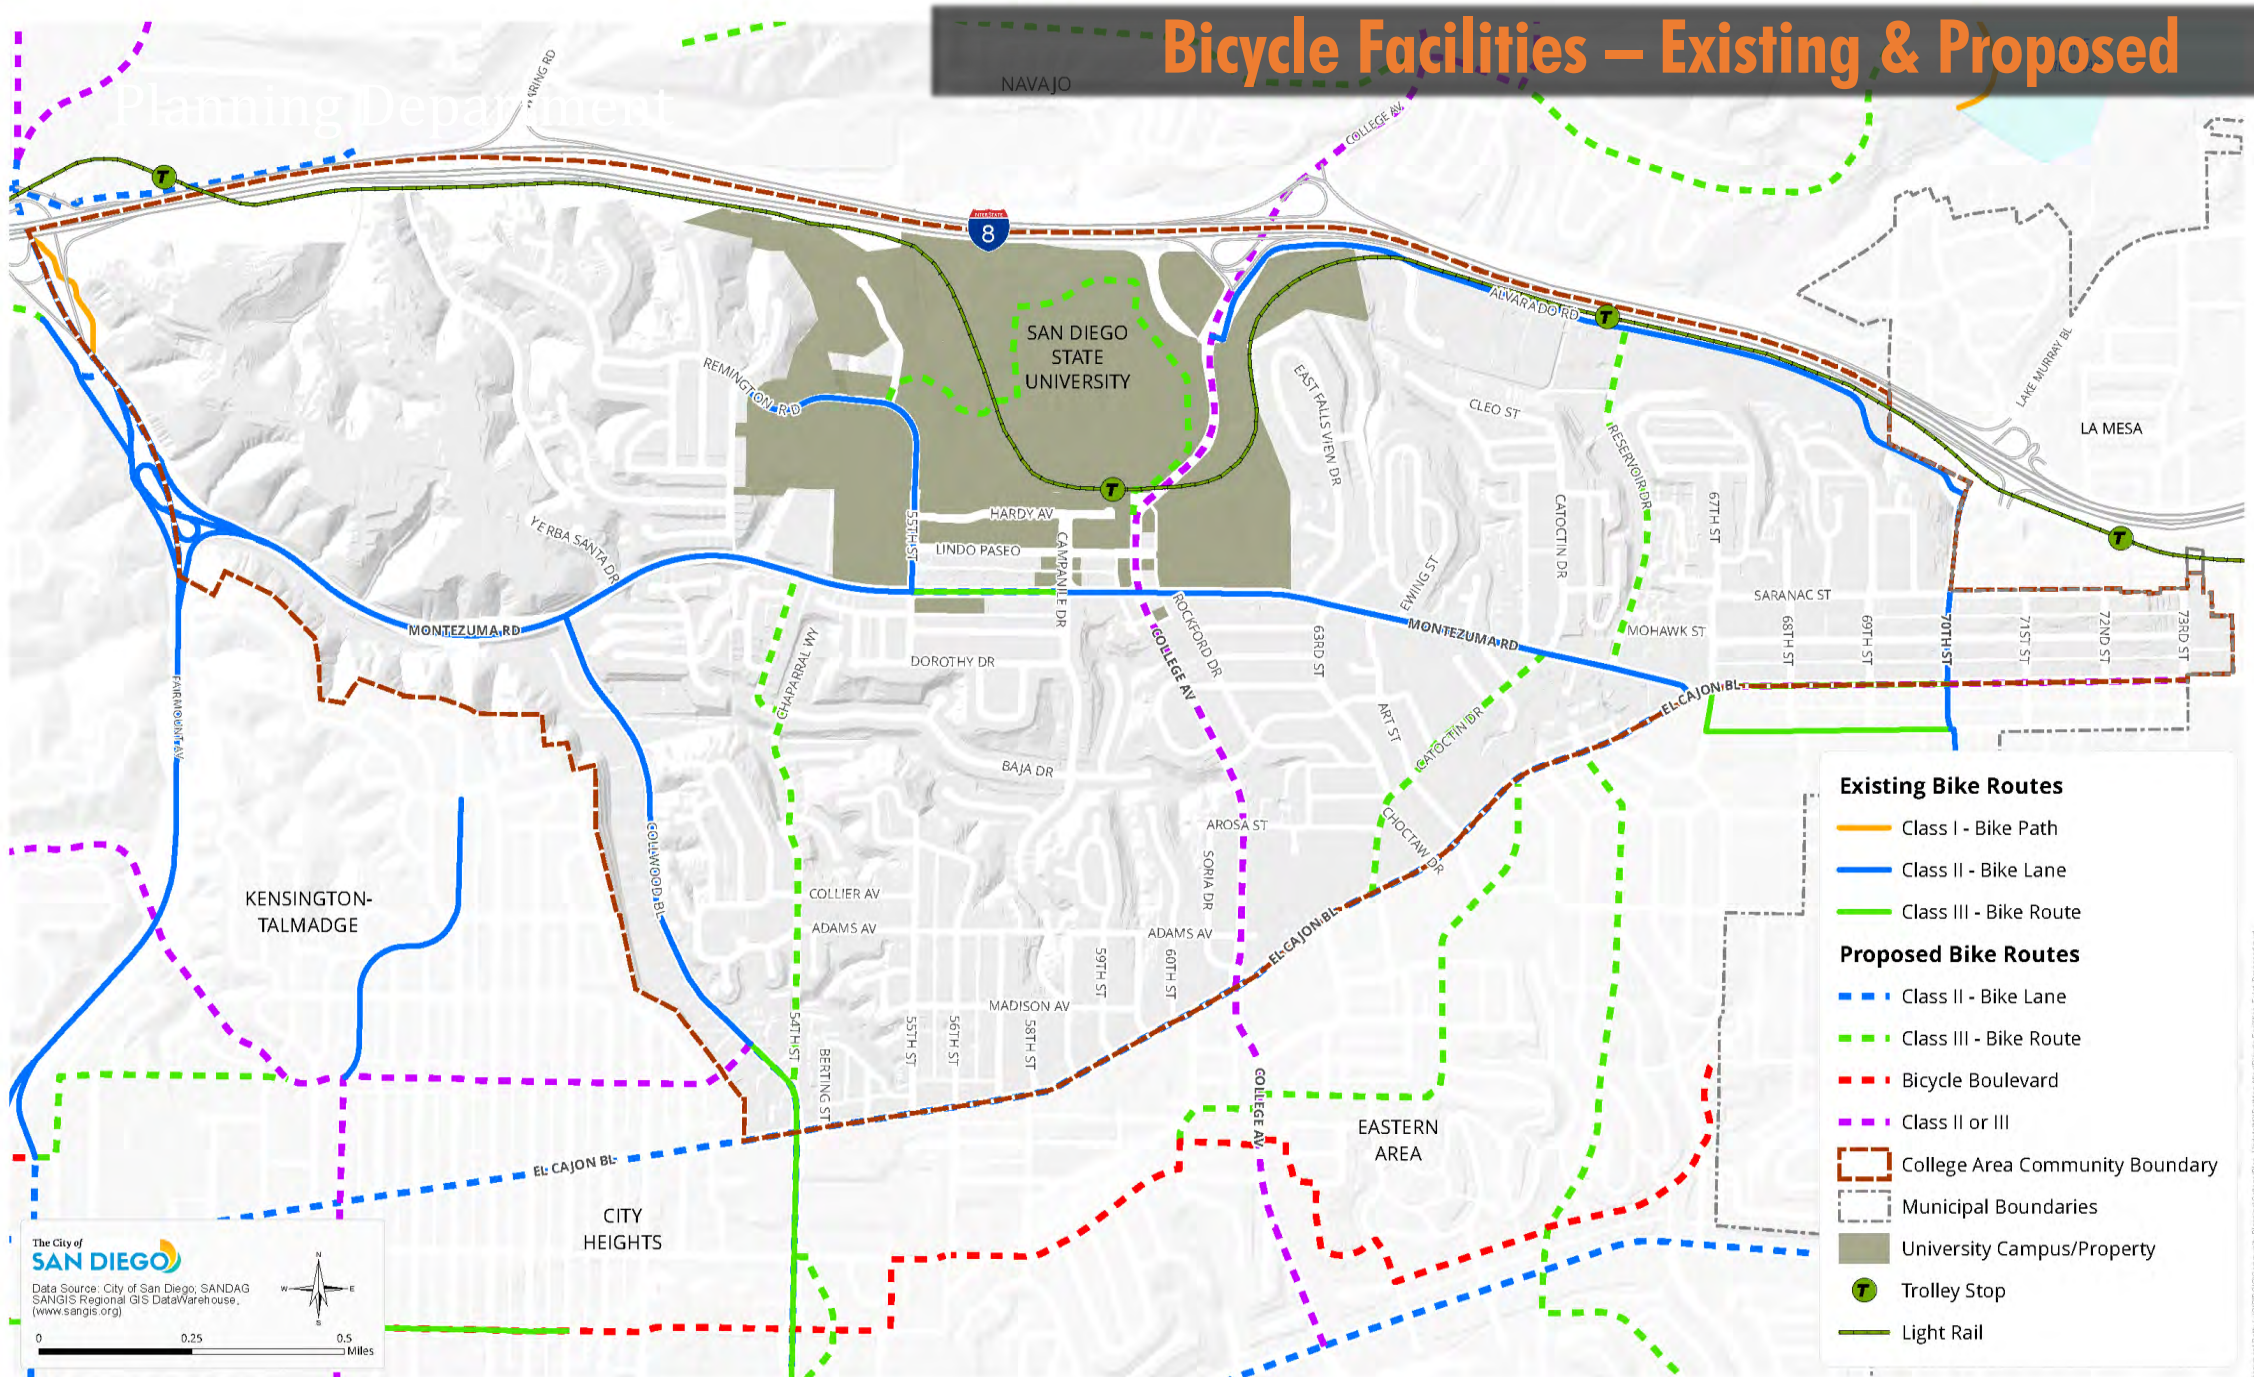 Bicycle Facilities – Existing & Proposed
Planning Department
NAVAJO
WARING RD
COLLEGE AV
INTERSTATE
8
T
SAN DIEGO
STATE
UNIVERSITY
ALVARADO RD
T
LAKE MURRAY BL
LA MESA
REMINGTON RD
EAST FALLS VIEW DR
CLEO ST
RESERVOIR DR
T
HARDY AV
55TH ST
LINDO PASEO
CAMPANILE DR
YERBA SANTA DR
CATOCTIN DR
67TH ST
T
MONTEZUMA RD
EWING ST
SARANAC ST
ROCKFORD DR
MONTEZUMA RD
MOHAWK ST
63RD ST
68TH ST
69TH ST
70TH ST
71ST ST
72ND ST
73RD ST
CHAPARRAL WY
DOROTHY DR
COLLEGE AV
FAIRMOUNT AV
ART ST
CATOCTIN DR
EL CAJON BL
BAJA DR
AROSA ST
CHOCTAW DR
COLLWOOD BL
SORIA DR
COLLIER AV
ADAMS AV
ADAMS AV
EL CAJON BL
KENSINGTON-
TALMADGE
59TH ST
60TH ST
MADISON AV
54TH ST
55TH ST
56TH ST
58TH ST
BERTING ST
COLLEGE AV
EASTERN
AREA
EL CAJON BL
CITY
HEIGHTS
Existing Bike Routes
Class I - Bike Path
Class II - Bike Lane
Class III - Bike Route
Proposed Bike Routes
Class II - Bike Lane
Class III - Bike Route
Bicycle Boulevard
Class II or III
College Area Community Boundary
Municipal Boundaries
University Campus/Property
T Trolley Stop
Light Rail
The City of
SAN DIEGO
Data Source: City of San Diego; SANDAG
SANGIS Regional GIS DataWarehouse,
(www.sangis.org)
N
W E
S
0 0.25 0.5
Miles